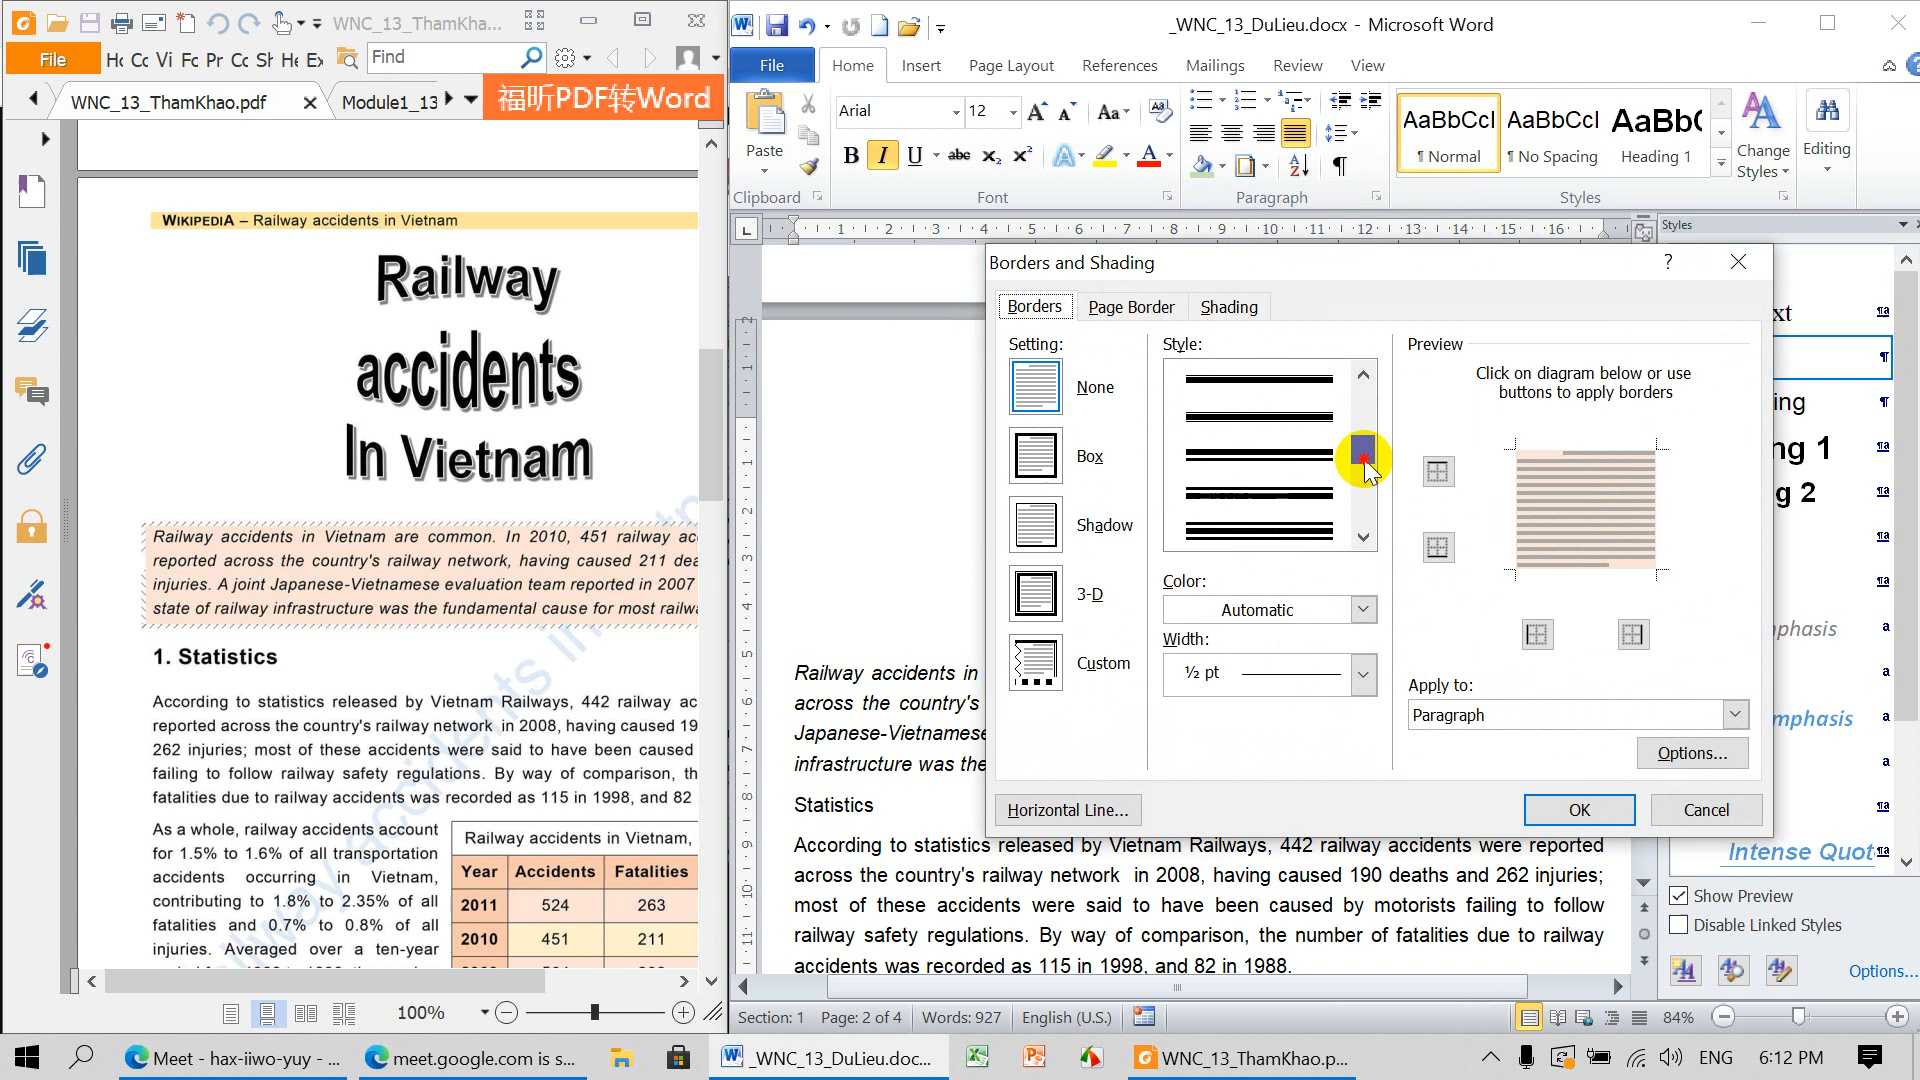 WNC_13_ThamKha...
File
Hc Cc Vi Fc Pr Cc Sh He Ex
Find
WNC_13_ThamKhao.pdf
Module1_13
福昕PDF转Word
WIKIPEDIA – Railway accidents in Vietnam
Railway
accidents
In Vietnam
Railway accidents in Vietnam are common. In 2010, 451 railway ac
reported across the country's railway network, having caused 211 dea
injuries. A joint Japanese-Vietnamese evaluation team reported in 2007
state of railway infrastructure was the fundamental cause for most railwa
1. Statistics
According to statistics released by Vietnam Railways, 442 railway ac
reported across the country's railway network in 2008, having caused 19
262 injuries; most of these accidents were said to have been caused
failing to follow railway safety regulations. By way of comparison, th
fatalities due to railway accidents was recorded as 115 in 1998, and 82
As a whole, railway accidents account
for 1.5% to 1.6% of all transportation
accidents occurring in Vietnam,
contributing to 1.8% to 2.35% of all
fatalities and 0.7% to 0.8% of all
injuries. Averaged over a ten-year
Railway accidents in Vietnam,
Year Accidents Fatalities
2011 524 263
2010 451 211
100%
_WNC_13_DuLieu.docx - Microsoft Word
File Home Insert Page Layout References Mailings Review View
Paste
Clipboard
Arial 12
Font
Paragraph
AaBbCcI AaBbCcI AaBbC
¶ Normal ¶ No Spacing Heading 1
Change
Styles
Editing
Styles
Styles
Borders and Shading
Borders Page Border Shading
Setting:
None
Box
Shadow
3-D
Custom
Style:
Color:
Automatic
Width:
½ pt
Preview
Click on diagram below or use
buttons to apply borders
Apply to:
Paragraph
Options...
Horizontal Line...
OK
Cancel
xt
ing
ng 1
g 2
mphasis
mphasis
Intense Quot
Show Preview
Disable Linked Styles
Options...
Railway accidents in
across the country's
Japanese-Vietnamese
infrastructure was the
Statistics
According to statistics released by Vietnam Railways, 442 railway accidents were reported
across the country's railway network in 2008, having caused 190 deaths and 262 injuries;
most of these accidents were said to have been caused by motorists failing to follow
railway safety regulations. By way of comparison, the number of fatalities due to railway
accidents was recorded as 115 in 1998, and 82 in 1988.
Section: 1 Page: 2 of 4 Words: 927 English (U.S.) 84%
Meet - hax-iiwo-yuy - ...
meet.google.com is s...
_WNC_13_DuLieu.doc...
WNC_13_ThamKhao.p...
ENG 6:12 PM